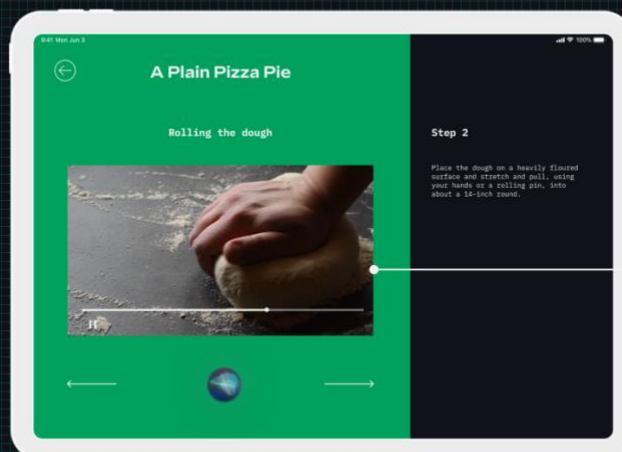 9:41 Mon Jun 3
100%
A Plain Pizza Pie
Rolling the dough
Step 2
Place the dough on a heavily floured
surface and stretch and pull, using
your hands or a rolling pin, into
about a 14-inch round.